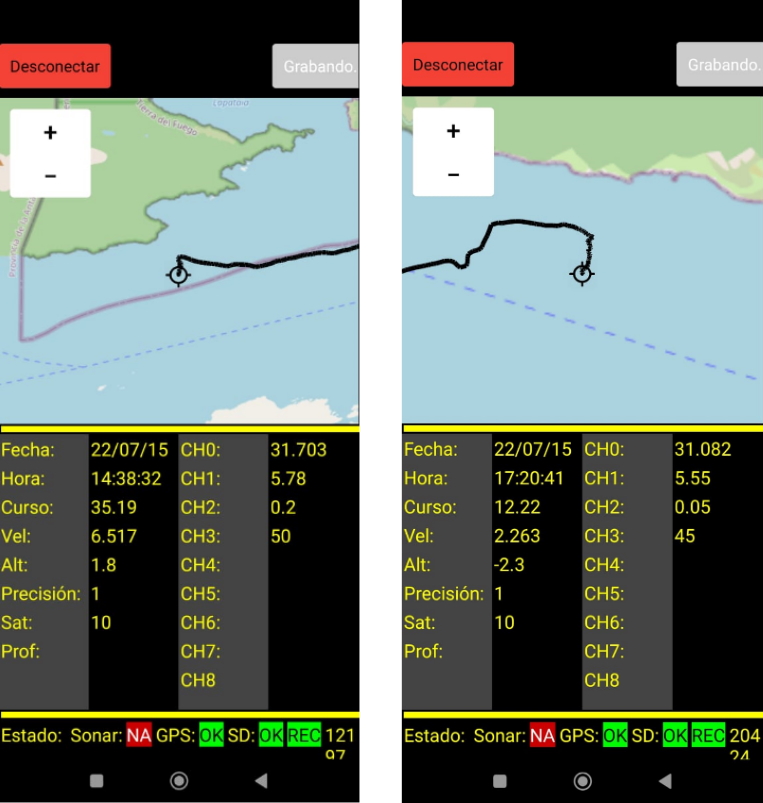 Desconectar
Grabando.
Lapataia
Tierra del Fuego
+
−
Fecha: 22/07/15 CH0: 31.703
Hora: 14:38:32 CH1: 5.78
Curso: 35.19 CH2: 0.2
Vel: 6.517 CH3: 50
Alt: 1.8 CH4:
Precisión: 1 CH5:
Sat: 10 CH6:
Prof: CH7:
CH8
Estado: Sonar: NA GPS: OK SD: OK REC 121
97
Desconectar
Grabando.
+
−
Fecha: 22/07/15 CH0: 31.082
Hora: 17:20:41 CH1: 5.55
Curso: 12.22 CH2: 0.05
Vel: 2.263 CH3: 45
Alt: -2.3 CH4:
Precisión: 1 CH5:
Sat: 10 CH6:
Prof: CH7:
CH8
Estado: Sonar: NA GPS: OK SD: OK REC 204
24